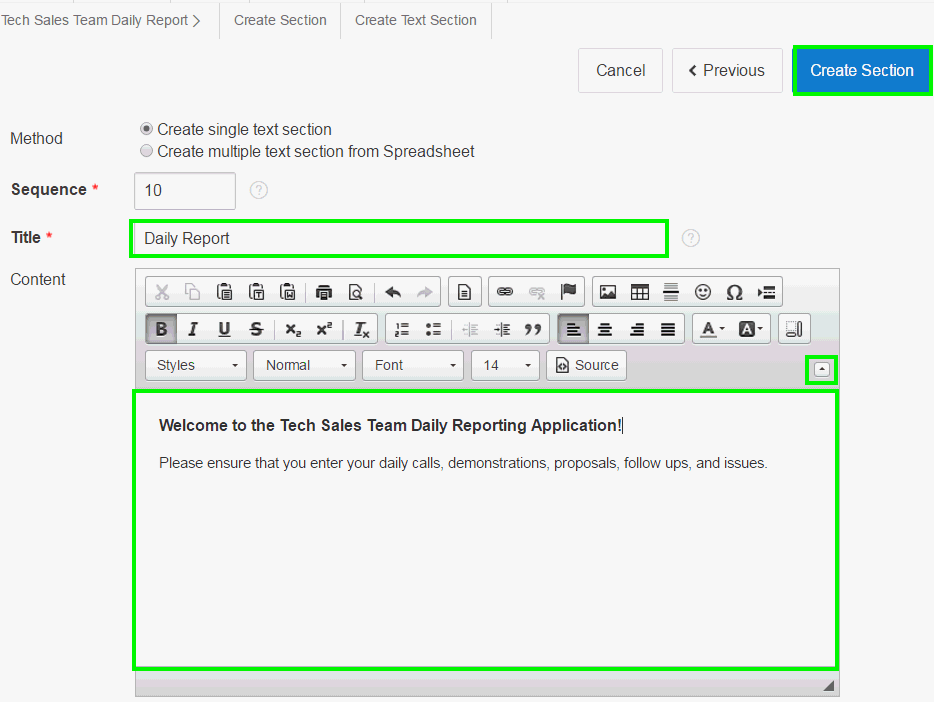 Tech Sales Team Daily Report > Create Section Create Text Section
Cancel < Previous Create Section
Method
Create single text section
Create multiple text section from Spreadsheet
Sequence * 10 ?
Title * Daily Report ?
Content
B I U S x₂ x² Ix
Styles Normal Font 14 Source
Welcome to the Tech Sales Team Daily Reporting Application!
Please ensure that you enter your daily calls, demonstrations, proposals, follow ups, and issues.